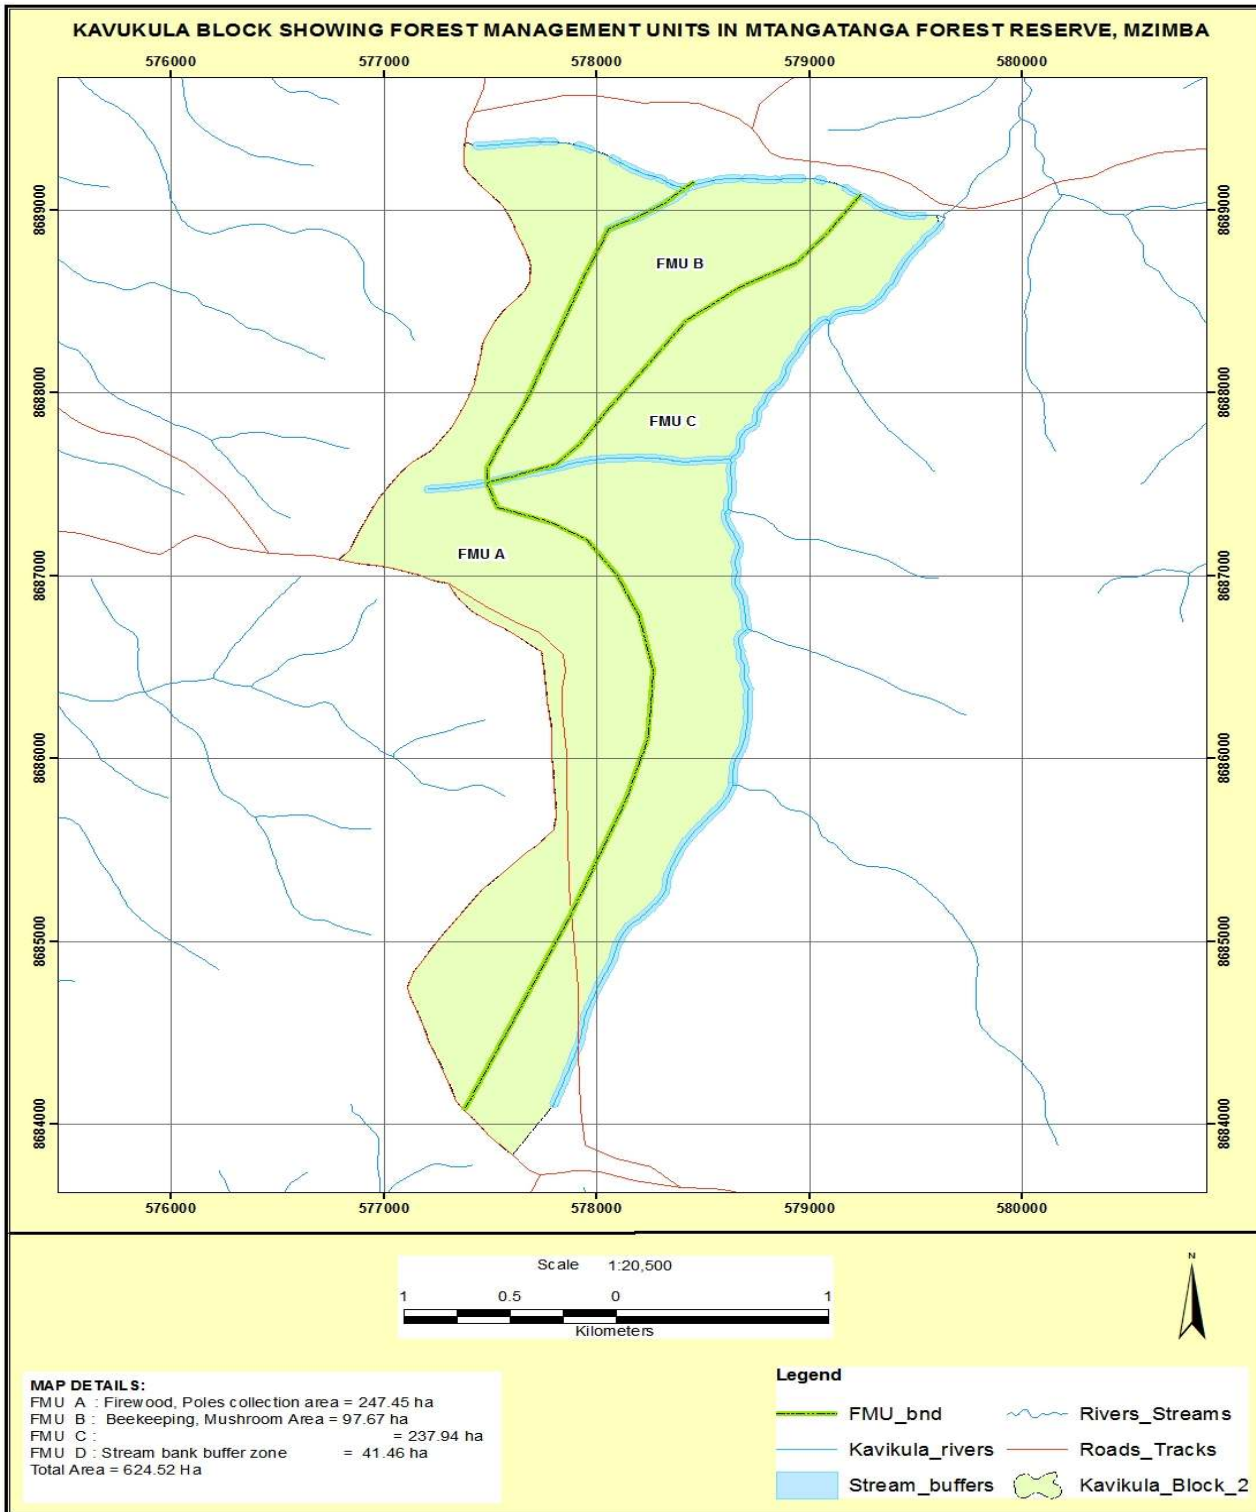 KAVUKULA BLOCK SHOWING FOREST MANAGEMENT UNITS IN MTANGATANGA FOREST RESERVE, MZIMBA
576000 577000 578000 579000 580000
8689000 8689000
FMU B
8688000 8688000
FMU C
FMU A
8687000 8687000
8686000 8686000
8685000 8685000
8684000 8684000
576000 577000 578000 579000 580000
Scale 1:20,500
1 0.5 0 1
Kilometers
N
MAP DETAILS:
FMU A : Firewood, Poles collection area = 247.45 ha
FMU B : Beekeeping, Mushroom Area = 97.67 ha
FMU C : = 237.94 ha
FMU D : Stream bank buffer zone = 41.46 ha
Total Area = 624.52 Ha
Legend
FMU_bnd Rivers_Streams
Kavikula_rivers Roads_Tracks
Stream_buffers Kavikula_Block_2